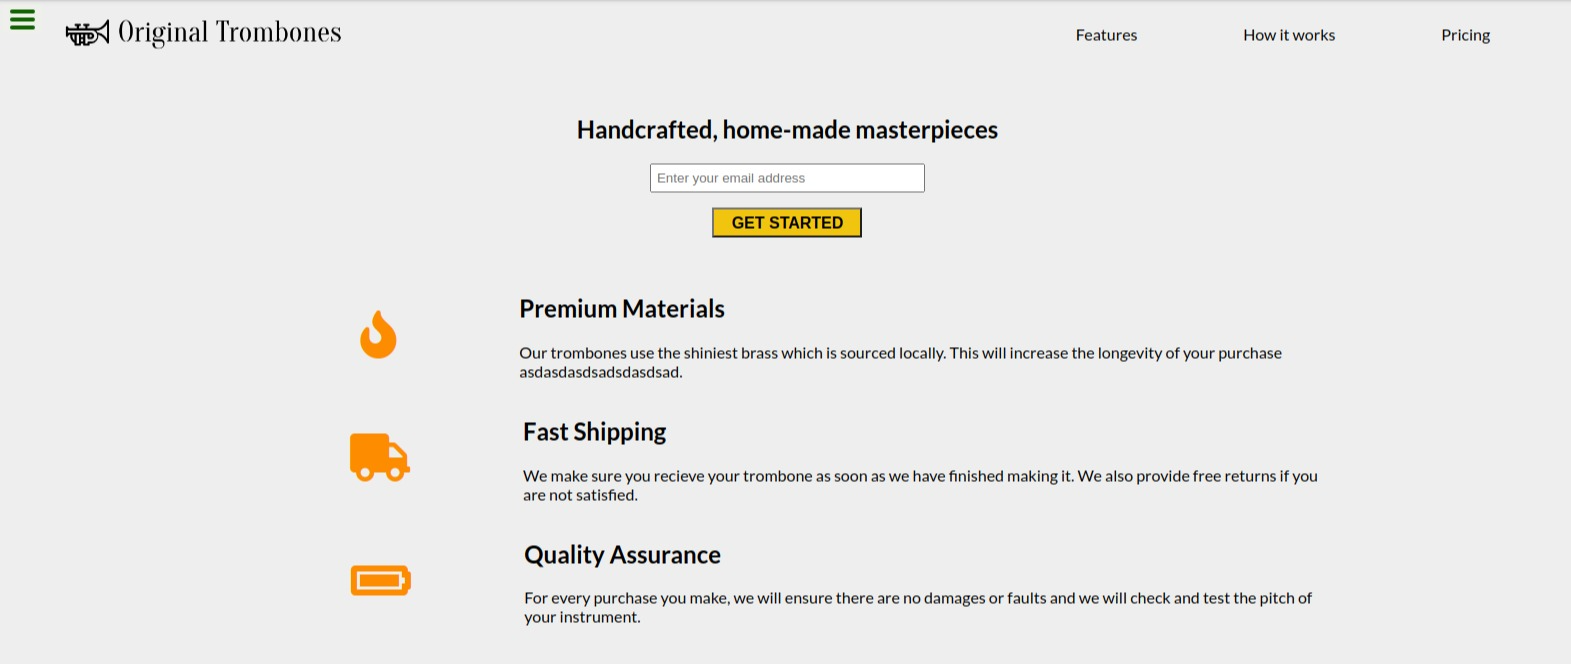 Original Trombones
Features
How it works
Pricing
Handcrafted, home-made masterpieces
Enter your email address
GET STARTED
Premium Materials
Our trombones use the shiniest brass which is sourced locally. This will increase the longevity of your purchase
asdasdasdsadsdasdsad.
Fast Shipping
We make sure you recieve your trombone as soon as we have finished making it. We also provide free returns if you
are not satisfied.
Quality Assurance
For every purchase you make, we will ensure there are no damages or faults and we will check and test the pitch of
your instrument.